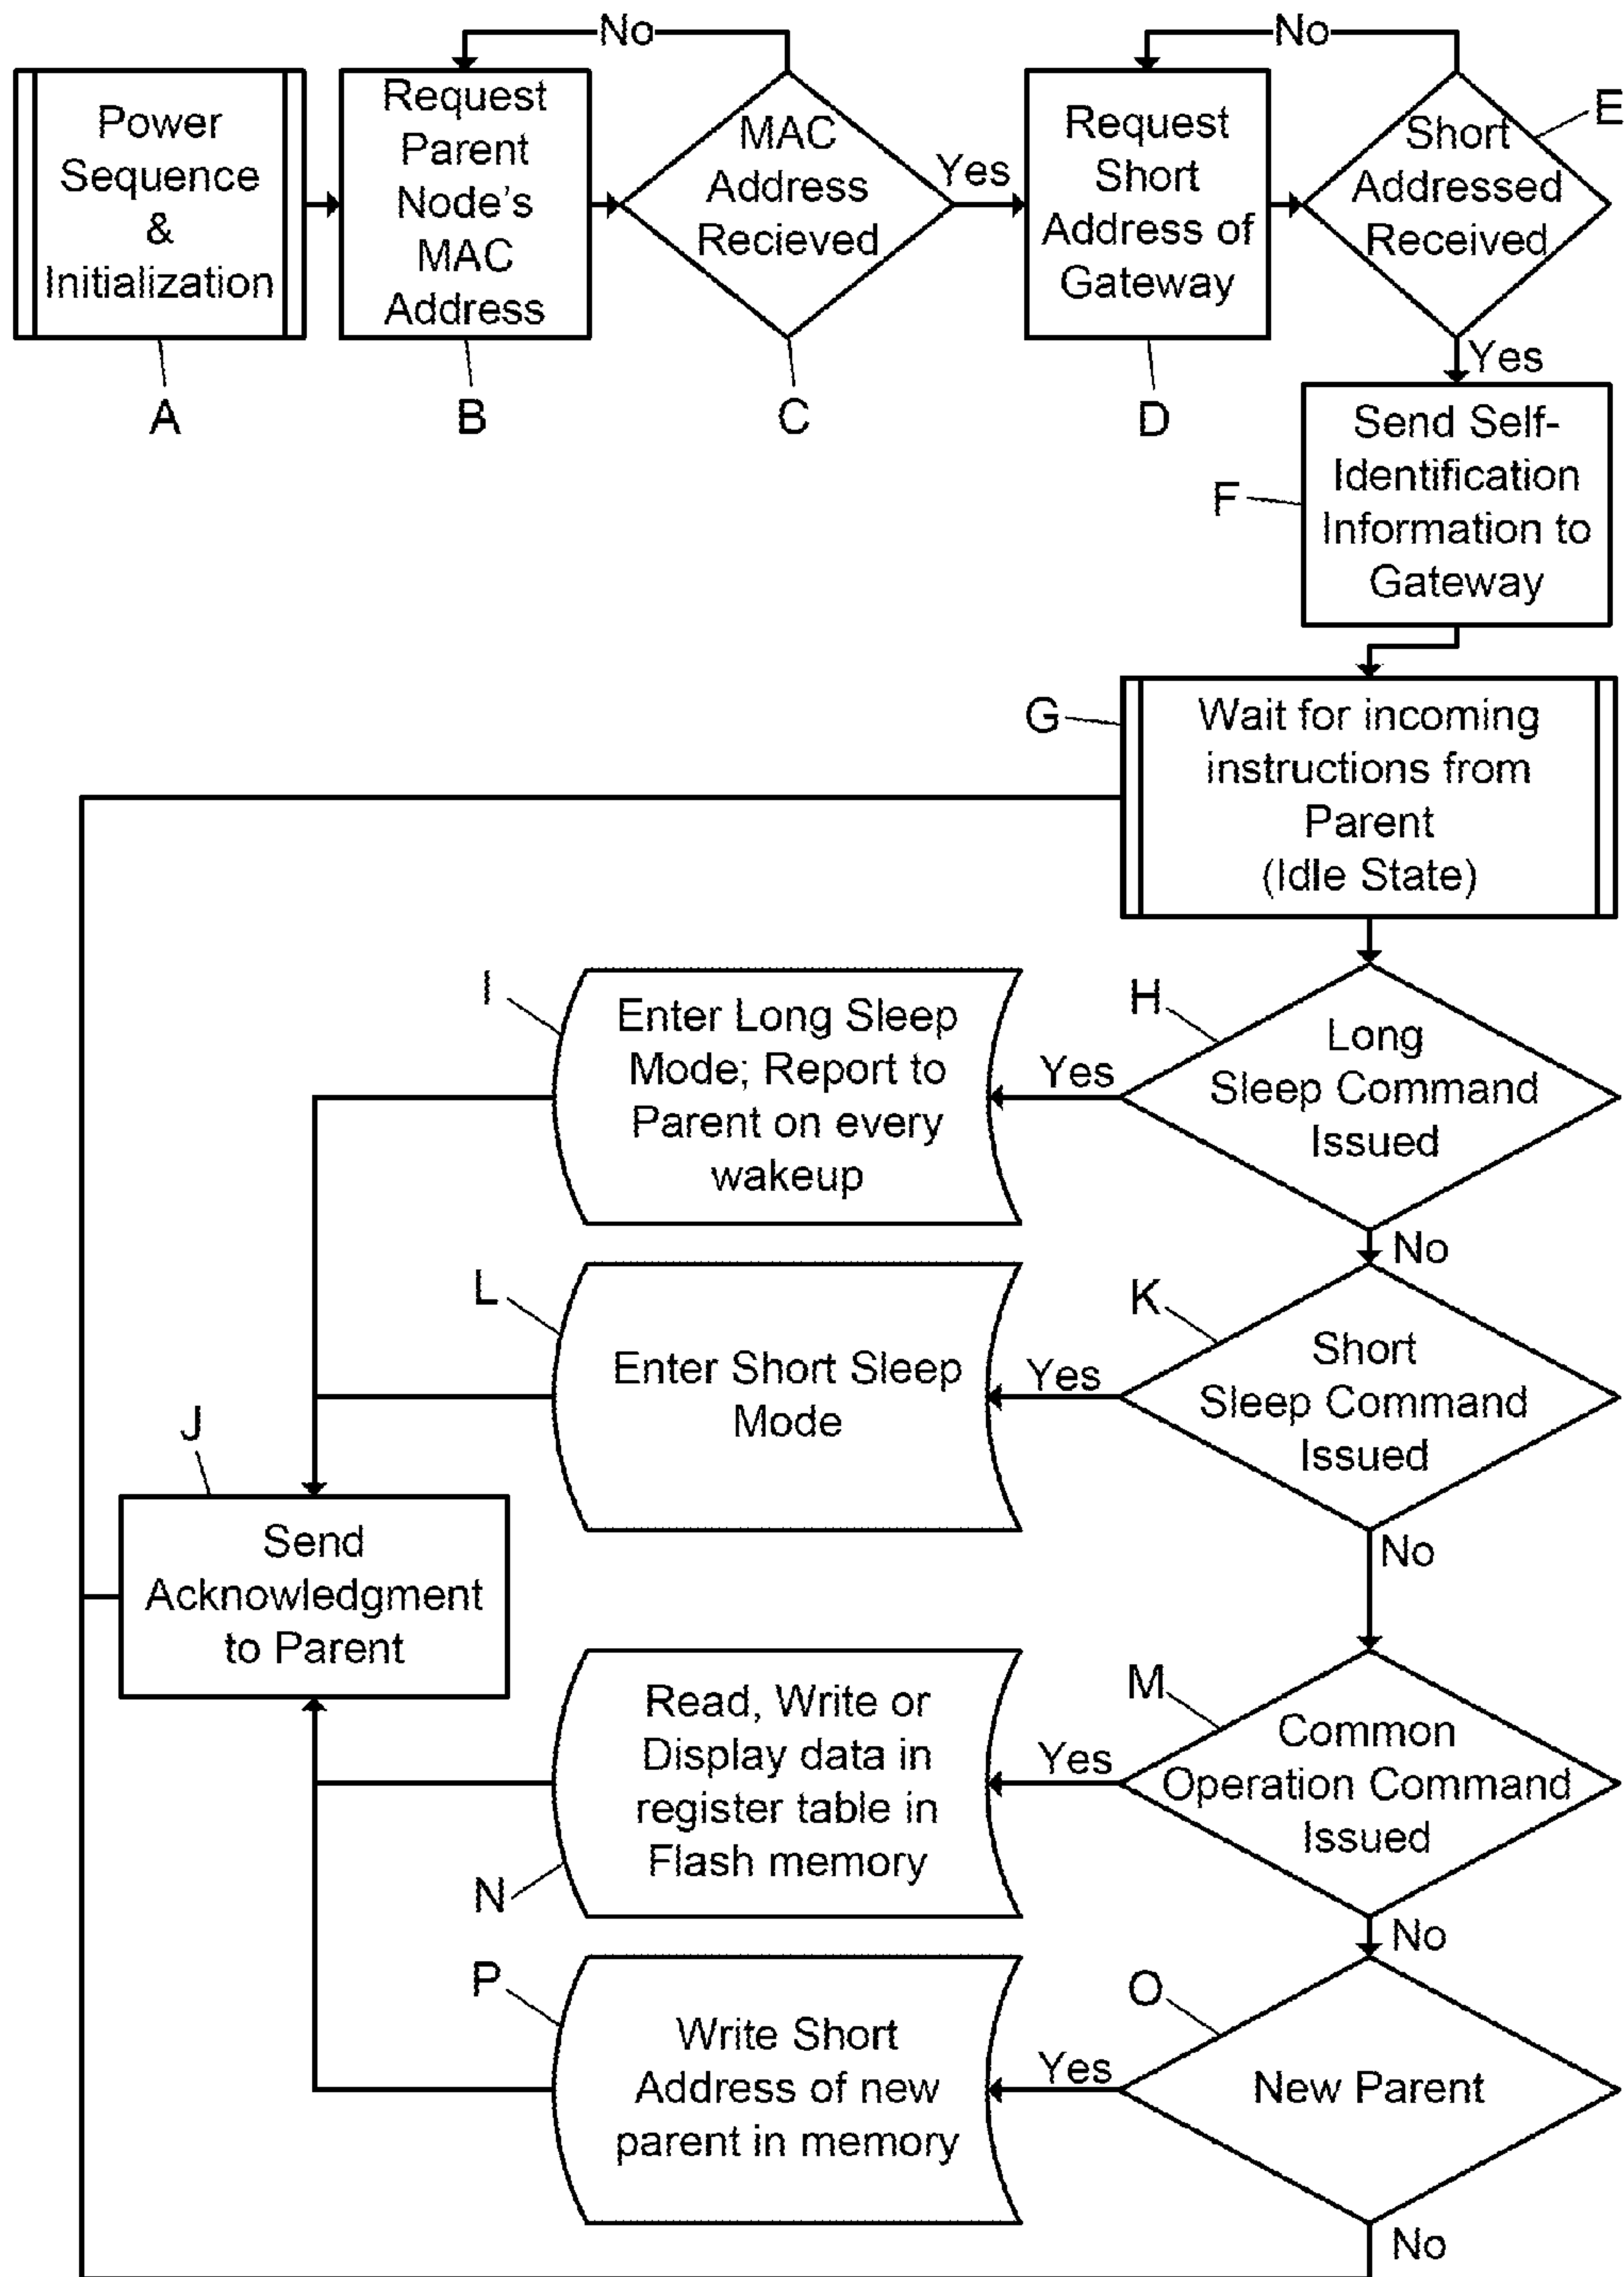 No
No
Power
Sequence
&
Initialization
Request
Parent
Node's
MAC
Address
MAC
Address
Recieved
Yes
Request
Short
Address of
Gateway
Short
Addressed
Received
E
A
B
C
D
Yes
Send Self-
Identification
Information to
Gateway
F
G
Wait for incoming
instructions from
Parent
(Idle State)
I
Enter Long Sleep
Mode; Report to
Parent on every
wakeup
Yes
H
Long
Sleep Command
Issued
No
L
Enter Short Sleep
Mode
Yes
K
Short
Sleep Command
Issued
No
J
Send
Acknowledgment
to Parent
Read, Write or
Display data in
register table in
Flash memory
N
Yes
M
Common
Operation Command
Issued
No
P
Write Short
Address of new
parent in memory
Yes
O
New Parent
No